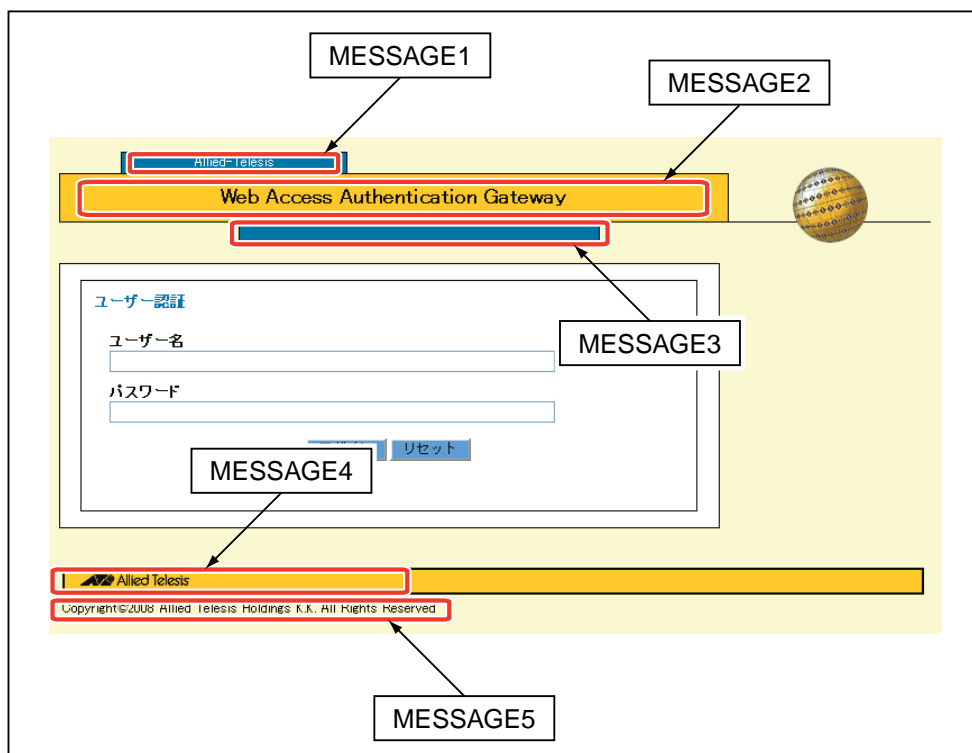 MESSAGE1
MESSAGE2
Allied-Telesis
Web Access Authentication Gateway
ユーザー認証
MESSAGE3
ユーザー名
パスワード
リセット
MESSAGE4
Allied Telesis
Copyright©2008 Allied Telesis Holdings K.K. All Rights Reserved
MESSAGE5